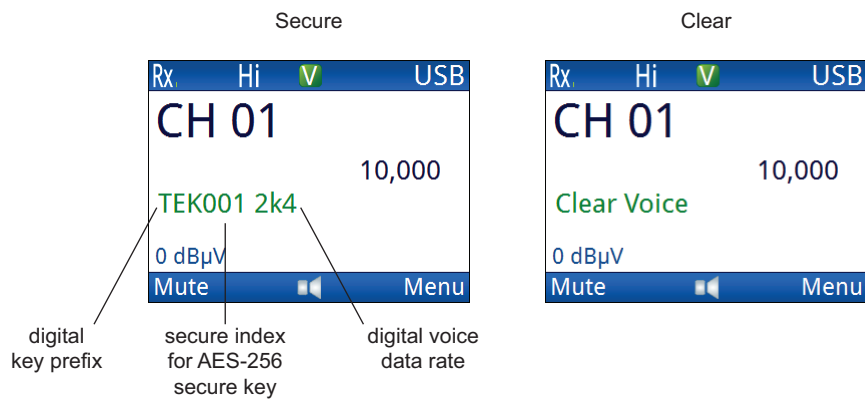 Secure
Clear
Rx Hi V USB
CH 01
10,000
TEK001 2k4
0 dBµV
Mute Menu
Rx Hi V USB
CH 01
10,000
Clear Voice
0 dBµV
Mute Menu
digital
key prefix
secure index
for AES-256
secure key
digital voice
data rate